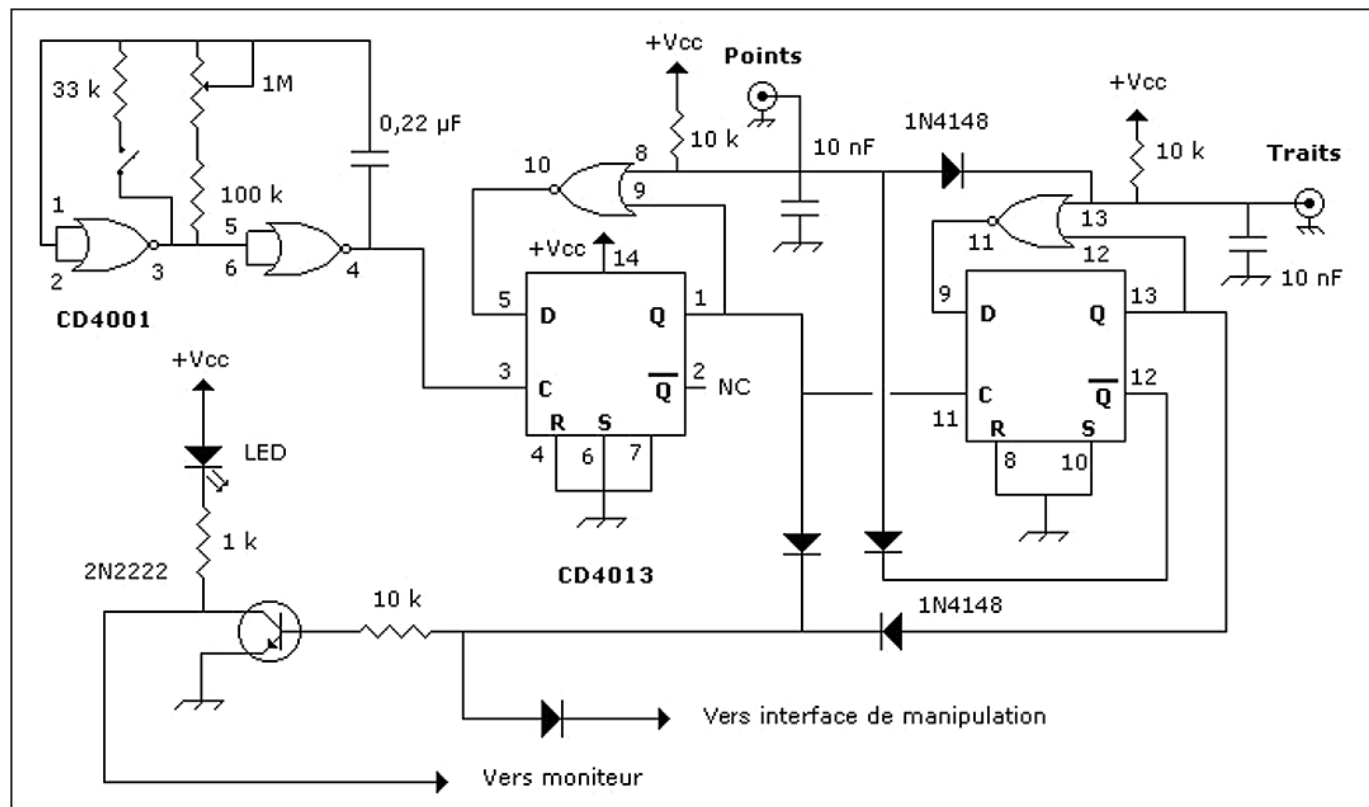 +Vcc
Points
+Vcc
33 k
1M
0,22 µF
10 k
1N4148
10 k
Traits
10 nF
10
8
9
1
2
3
100 k
5
6
4
13
11
12
10 nF
CD4001
+Vcc
14
5
D
Q
1
3
C
Q
2
NC
R
S
4
6
7
9
D
Q
13
C
Q
12
11
R
S
8
10
+Vcc
LED
1 k
2N2222
CD4013
10 k
1N4148
Vers interface de manipulation
Vers moniteur